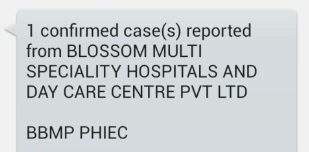 1 confirmed case(s) reported
from BLOSSOM MULTI
SPECIALITY HOSPITALS AND
DAY CARE CENTRE PVT LTD
BBMP PHIEC